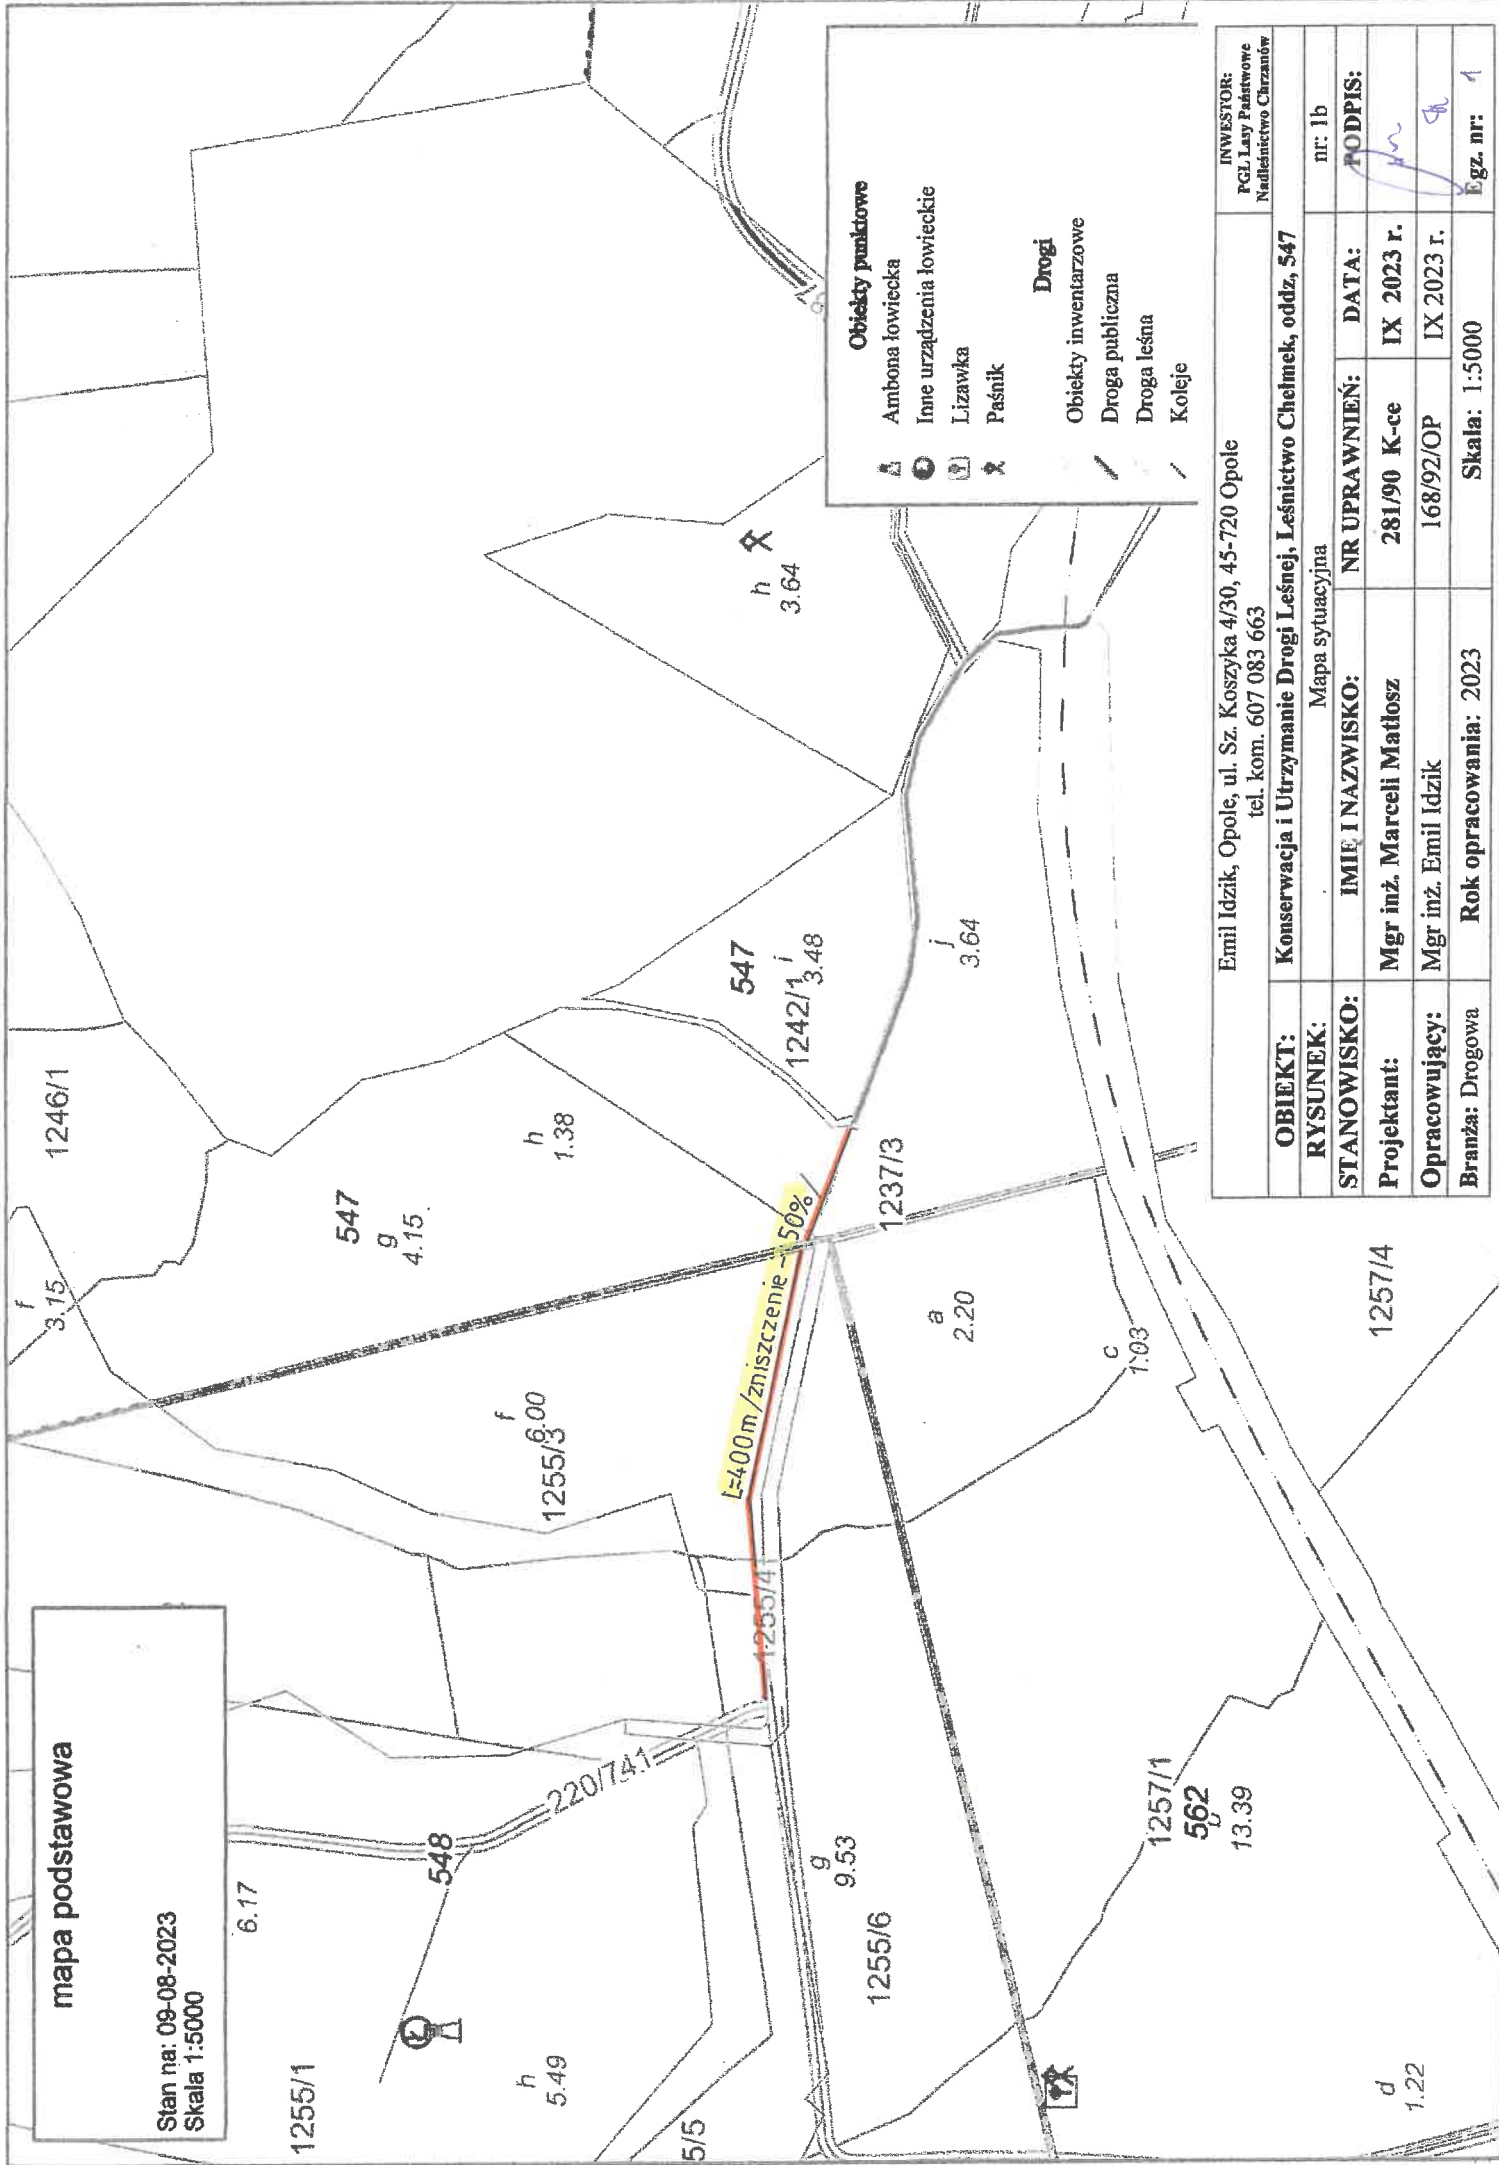 mapa podstawowa
Stan na: 09-08-2023
Skala 1:5000
1255/1
6.17
548
220/741
h
5.49
5/5
g
9.53
1255/6
1257/1
562
13.39
d
1.22
f
3.15
1246/1
547
g
4.15
h
1.38
f
6.00
1255/3
1255/4
L=400m/zniszczenie ~ 50%
547
1242/1
i
3.48
1237/3
j
3.64
h
3.64
a
2.20
c
1.03
1257/4
Obiekty punktowe
Ambona łowiecka
Inne urządzenia łowieckie
Lizawka
Paśnik
Drogi
Obiekty inwentarzowe
Droga publiczna
Droga leśna
Koleje
Emil Idzik, Opole, ul. Sz. Koszyka 4/30, 45-720 Opole
tel. kom. 607 083 663
INWESTOR:
PGL Lasy Państwowe
Nadleśnictwo Chrzanów
OBIEKT: Konserwacja i Utrzymanie Drogi Leśnej, Leśnictwo Chełmek, oddz, 547
RYSUNEK: Mapa sytuacyjna nr: 1b
STANOWISKO: IMIĘ I NAZWISKO: NR UPRAWNIEŃ: DATA: PODPIS:
Projektant: Mgr inż. Marceli Matłosz 281/90 K-ce IX 2023 r.
Opracowujący: Mgr inż. Emil Idzik 168/92/OP IX 2023 r.
Branża: Drogowa Rok opracowania: 2023 Skala: 1:5000 Egz. nr: 1